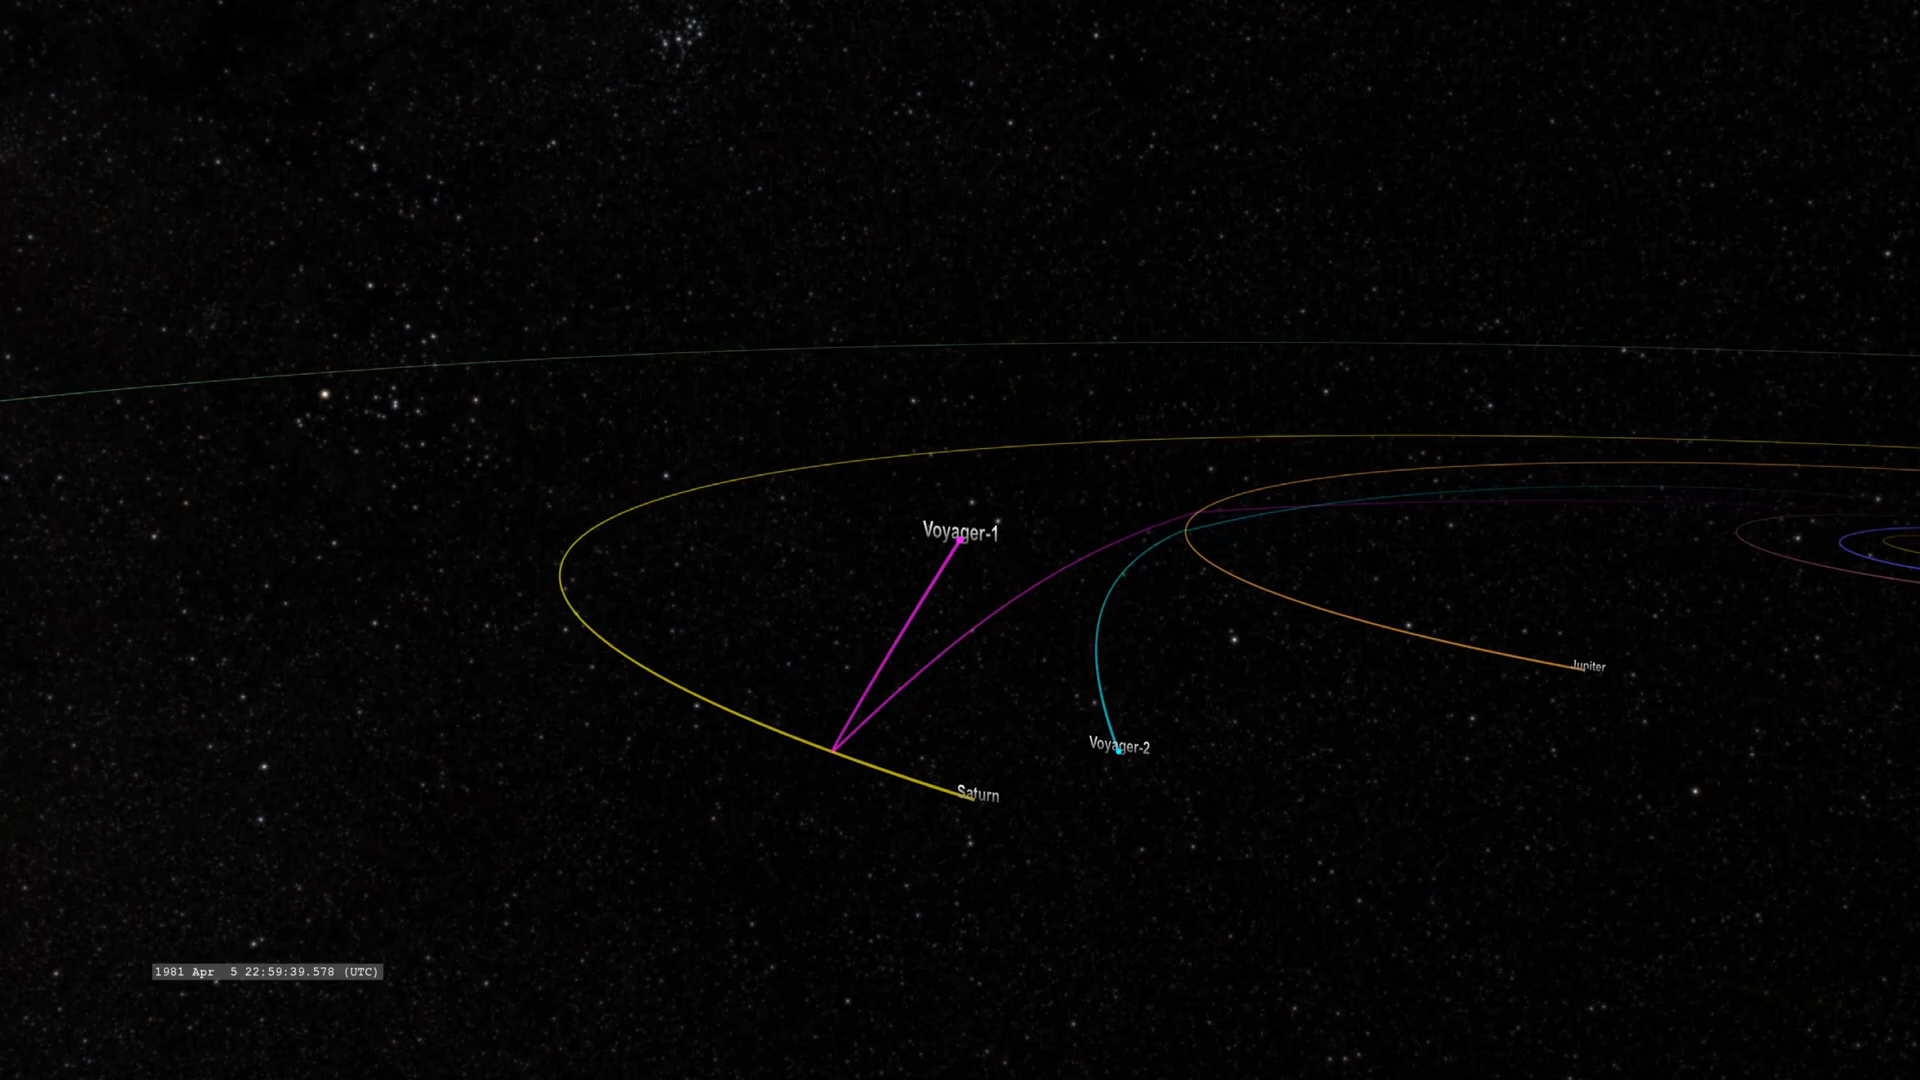 Voyager-1
Jupiter
Voyager-2
Saturn
1981 Apr  5 22:59:39.578 (UTC)